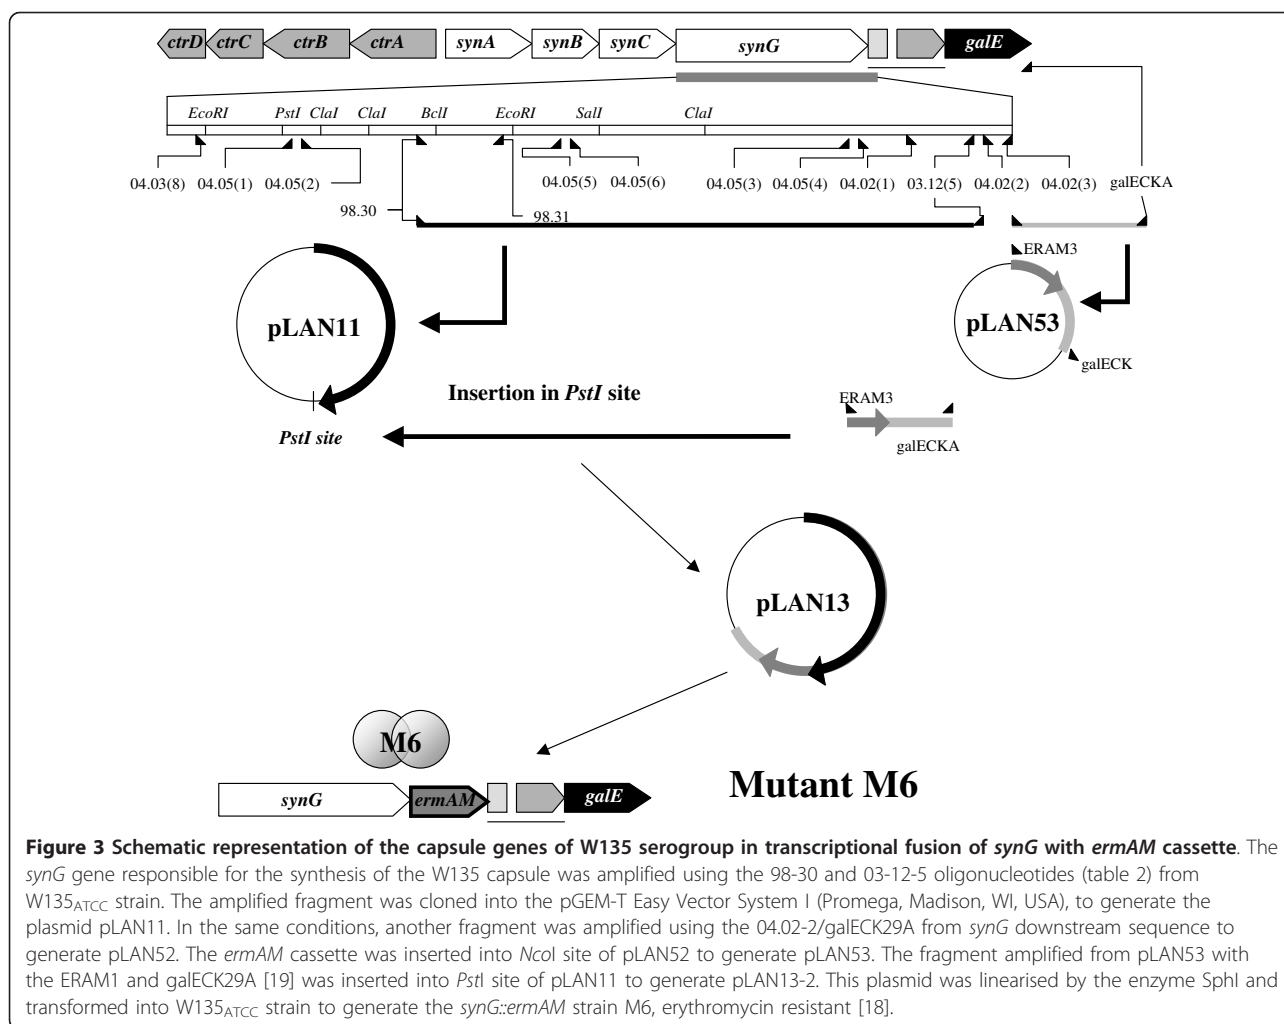 ctrD ctrC ctrB ctrA synA synB synC synG galE
EcoRI PstI ClaI ClaI BclI EcoRI SalI ClaI
04.03(8) 04.05(1) 04.05(2) 04.05(5) 04.05(6) 04.05(3) 04.05(4) 04.02(1) 03.12(5) 04.02(2) 04.02(3) galECKA
98.30 98.31
ERAM3
pLAN11 pLAN53
galECK
Insertion in PstI site
ERAM3
PstI site
galECKA
pLAN13
M6
Mutant M6
synG ermAM galE
Figure 3 Schematic representation of the capsule genes of W135 serogroup in transcriptional fusion of synG with ermAM cassette. The
synG gene responsible for the synthesis of the W135 capsule was amplified using the 98-30 and 03-12-5 oligonucleotides (table 2) from
W135ATCC strain. The amplified fragment was cloned into the pGEM-T Easy Vector System I (Promega, Madison, WI, USA), to generate the
plasmid pLAN11. In the same conditions, another fragment was amplified using the 04.02-2/galECK29A from synG downstream sequence to
generate pLAN52. The ermAM cassette was inserted into NcoI site of pLAN52 to generate pLAN53. The fragment amplified from pLAN53 with
the ERAM1 and galECK29A [19] was inserted into PstI site of pLAN11 to generate pLAN13-2. This plasmid was linearised by the enzyme SphI and
transformed into W135ATCC strain to generate the synG::ermAM strain M6, erythromycin resistant [18].